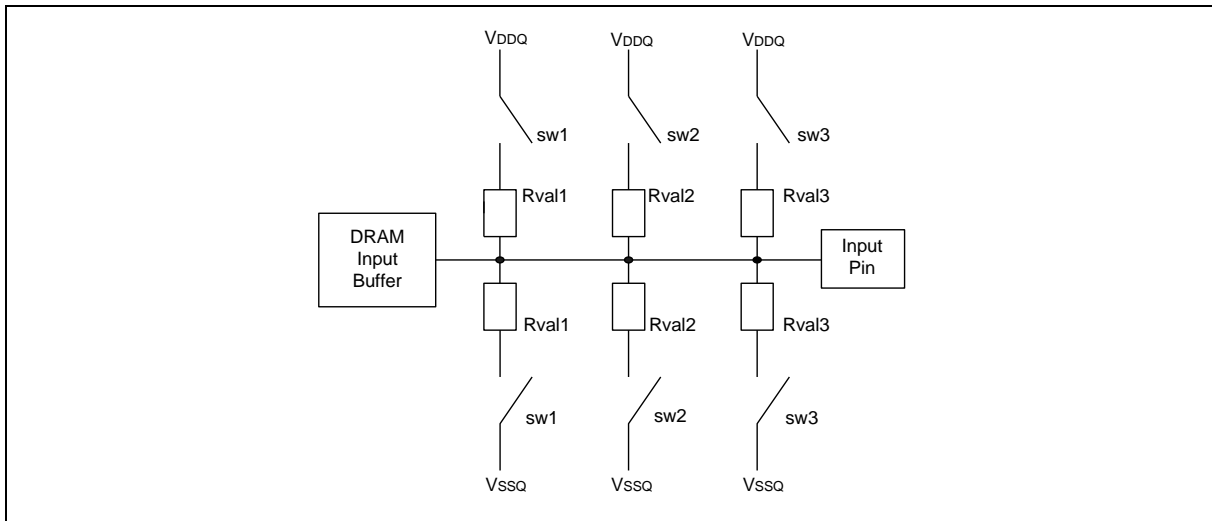 VDDQ VDDQ VDDQ
sw1 sw2 sw3
Rval1 Rval2 Rval3
DRAM
Input
Buffer
Input
Pin
Rval1 Rval2 Rval3
sw1 sw2 sw3
VSSQ VSSQ VSSQ